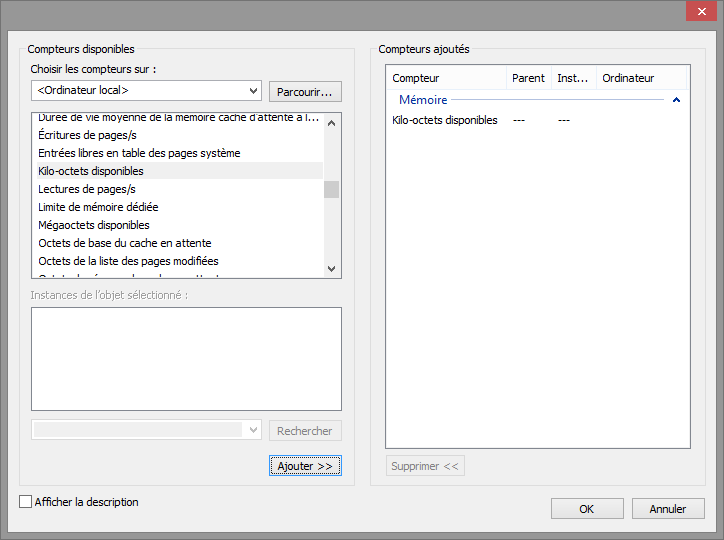 Compteurs disponibles
Choisir les compteurs sur :
<Ordinateur local>
Parcourir...
Durée de vie moyenne de la mémoire cache d'attente à l...
Écritures de pages/s
Entrées libres en table des pages système
Kilo-octets disponibles
Lectures de pages/s
Limite de mémoire dédiée
Mégaoctets disponibles
Octets de base du cache en attente
Octets de la liste des pages modifiées
Instances de l'objet sélectionné :
Rechercher
Ajouter >>
Afficher la description
Compteurs ajoutés
Compteur Parent Inst... Ordinateur
Mémoire
Kilo-octets disponibles --- ---
Supprimer <<
OK Annuler